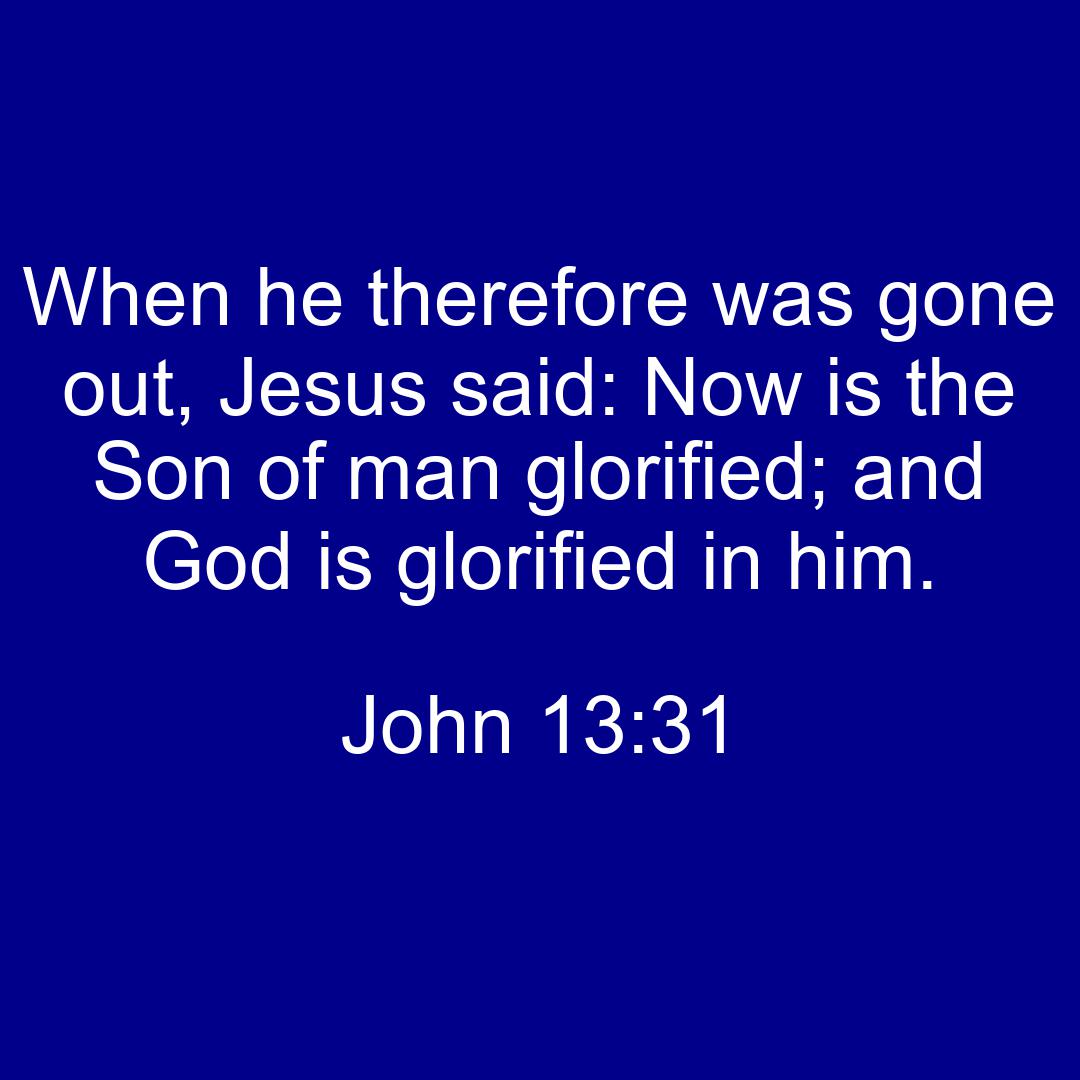 When he therefore was gone
out, Jesus said: Now is the
Son of man glorified; and
God is glorified in him.
John 13:31